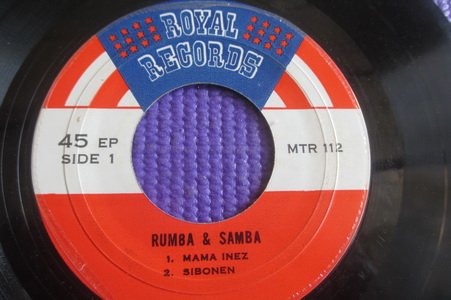 ROYAL
RECORDS
45 EP
SIDE 1
MTR 112
RUMBA & SAMBA
1. MAMA INEZ
2. SIBONEN